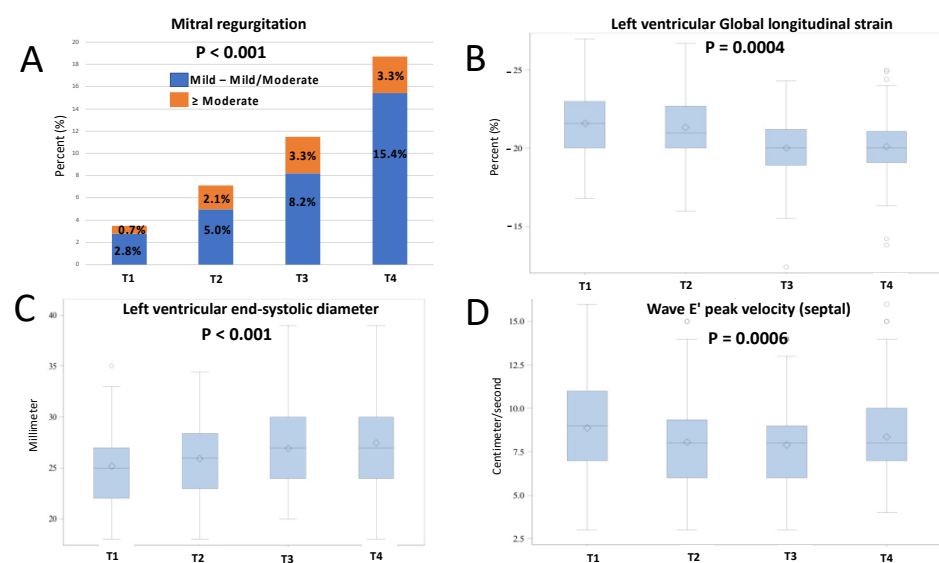 A
Mitral regurgitation
P < 0.001
Mild – Mild/Moderate
≥ Moderate
Percent (%)
20
18
16
14
12
10
8
6
4
2
0
0.7%
2.8%
2.1%
5.0%
3.3%
8.2%
3.3%
15.4%
T1 T2 T3 T4
B
Left ventricular Global longitudinal strain
P = 0.0004
Percent (%)
– 25
– 20
– 15
T1 T2 T3 T4
C
Left ventricular end-systolic diameter
P < 0.001
Millimeter
40
35
30
25
20
T1 T2 T3 T4
D
Wave E' peak velocity (septal)
P = 0.0006
Centimeter/second
15.0
12.5
10.0
7.5
5.0
2.5
T1 T2 T3 T4